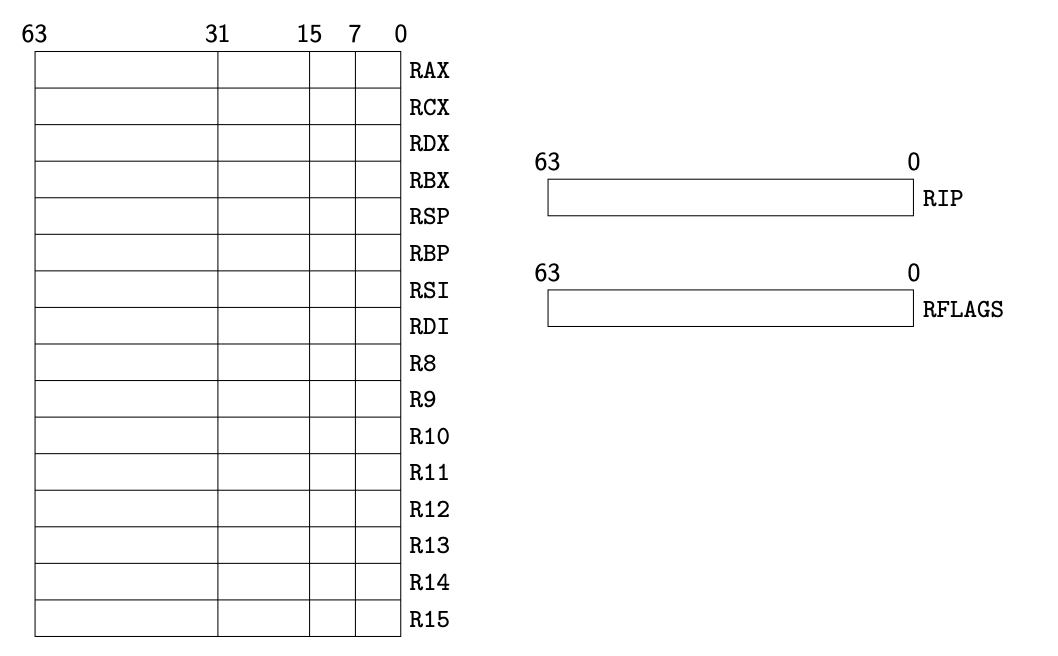 63 31 15 7 0
RAX
RCX
RDX
RBX
RSP
RBP
RSI
RDI
R8
R9
R10
R11
R12
R13
R14
R15
63 0
RIP
63 0
RFLAGS